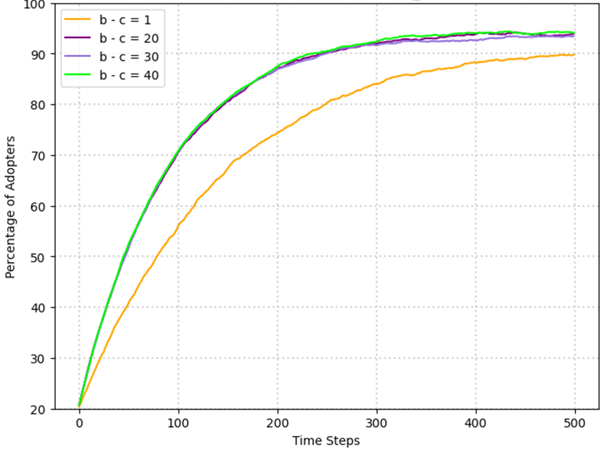 100
90
80
70
60
50
40
30
20
Percentage of Adopters
b - c = 1
b - c = 20
b - c = 30
b - c = 40
0 100 200 300 400 500
Time Steps